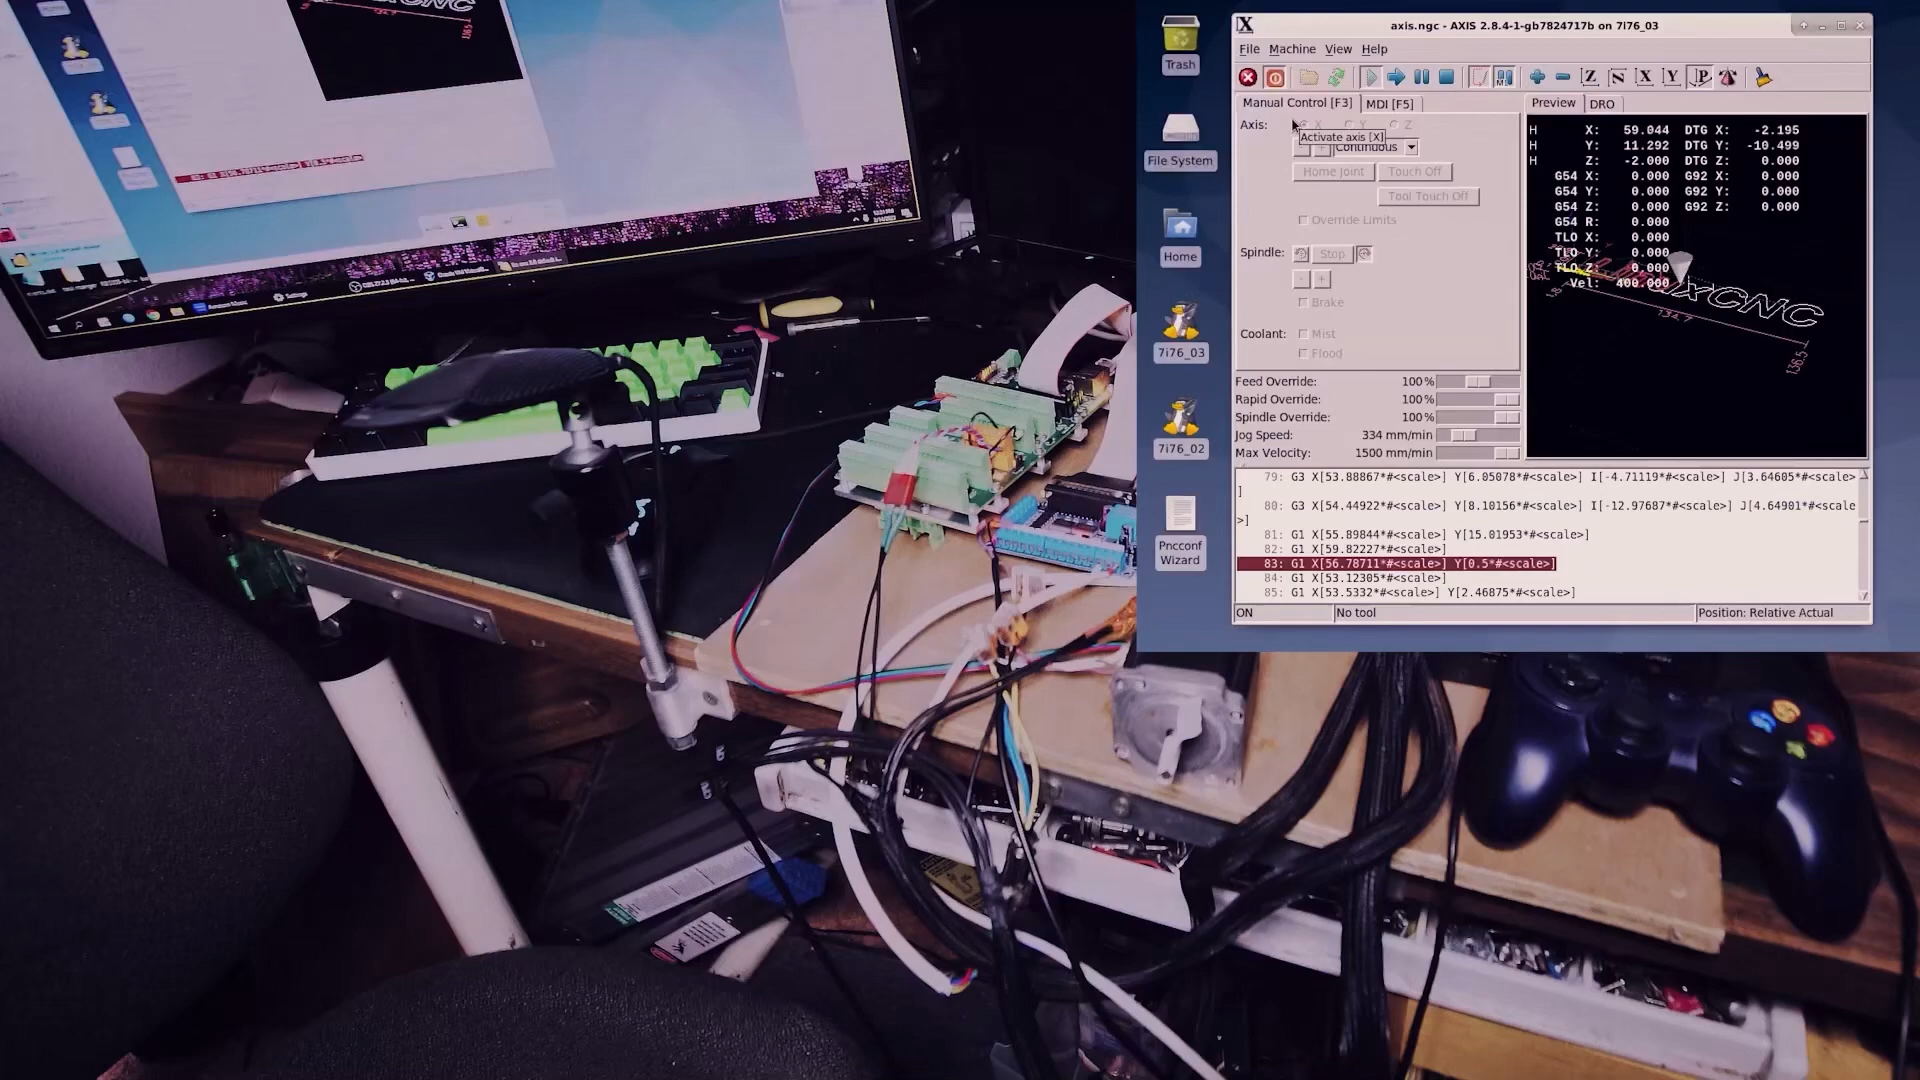 Trash
File System
Home
7i76_03
7i76_02
Pncconf
Wizard
axis.ngc - AXIS 2.8.4-1-gb7824717b on 7i76_03
File Machine View Help
Manual Control [F3] MDI [F5]
Axis: X Y Z
Activate axis [X]
- + Continuous
Home Joint Touch Off
Tool Touch Off
Override Limits
Spindle: Stop
- +
Brake
Coolant: Mist
Flood
Feed Override: 100%
Rapid Override: 100%
Spindle Override: 100%
Jog Speed: 334 mm/min
Max Velocity: 1500 mm/min
Preview DRO
H X: 59.044 DTG X: -2.195
H Y: 11.292 DTG Y: -10.499
H Z: -2.000 DTG Z: 0.000
G54 X: 0.000 G92 X: 0.000
G54 Y: 0.000 G92 Y: 0.000
G54 Z: 0.000 G92 Z: 0.000
G54 R: 0.000
TLO X: 0.000
TLO Y: 0.000
TLO Z: 0.000
Vel: 400.000
xCNC
134.7
136.5
79: G3 X[53.88867*#<scale>] Y[6.05078*#<scale>] I[-4.71119*#<scale>] J[3.64605*#<scale>
]
80: G3 X[54.44922*#<scale>] Y[8.10156*#<scale>] I[-12.97687*#<scale>] J[4.64901*#<scale
>]
81: G1 X[55.89844*#<scale>] Y[15.01953*#<scale>]
82: G1 X[59.82227*#<scale>]
83: G1 X[56.78711*#<scale>] Y[0.5*#<scale>]
84: G1 X[53.12305*#<scale>]
85: G1 X[53.5332*#<scale>] Y[2.46875*#<scale>]
ON No tool Position: Relative Actual